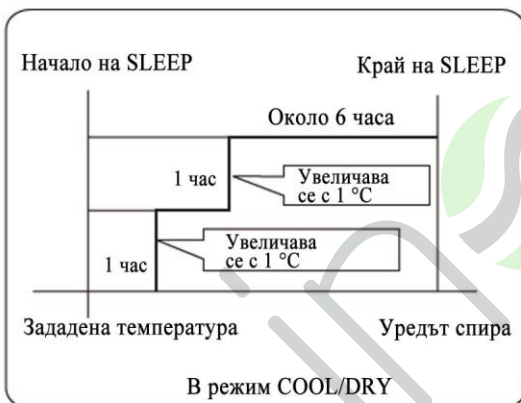 Начало на SLEEP
Край на SLEEP
Около 6 часа
1 час
Увеличава
се с 1 °C
1 час
Увеличава
се с 1 °C
Зададена температура
Уредът спира
В режим COOL/DRY